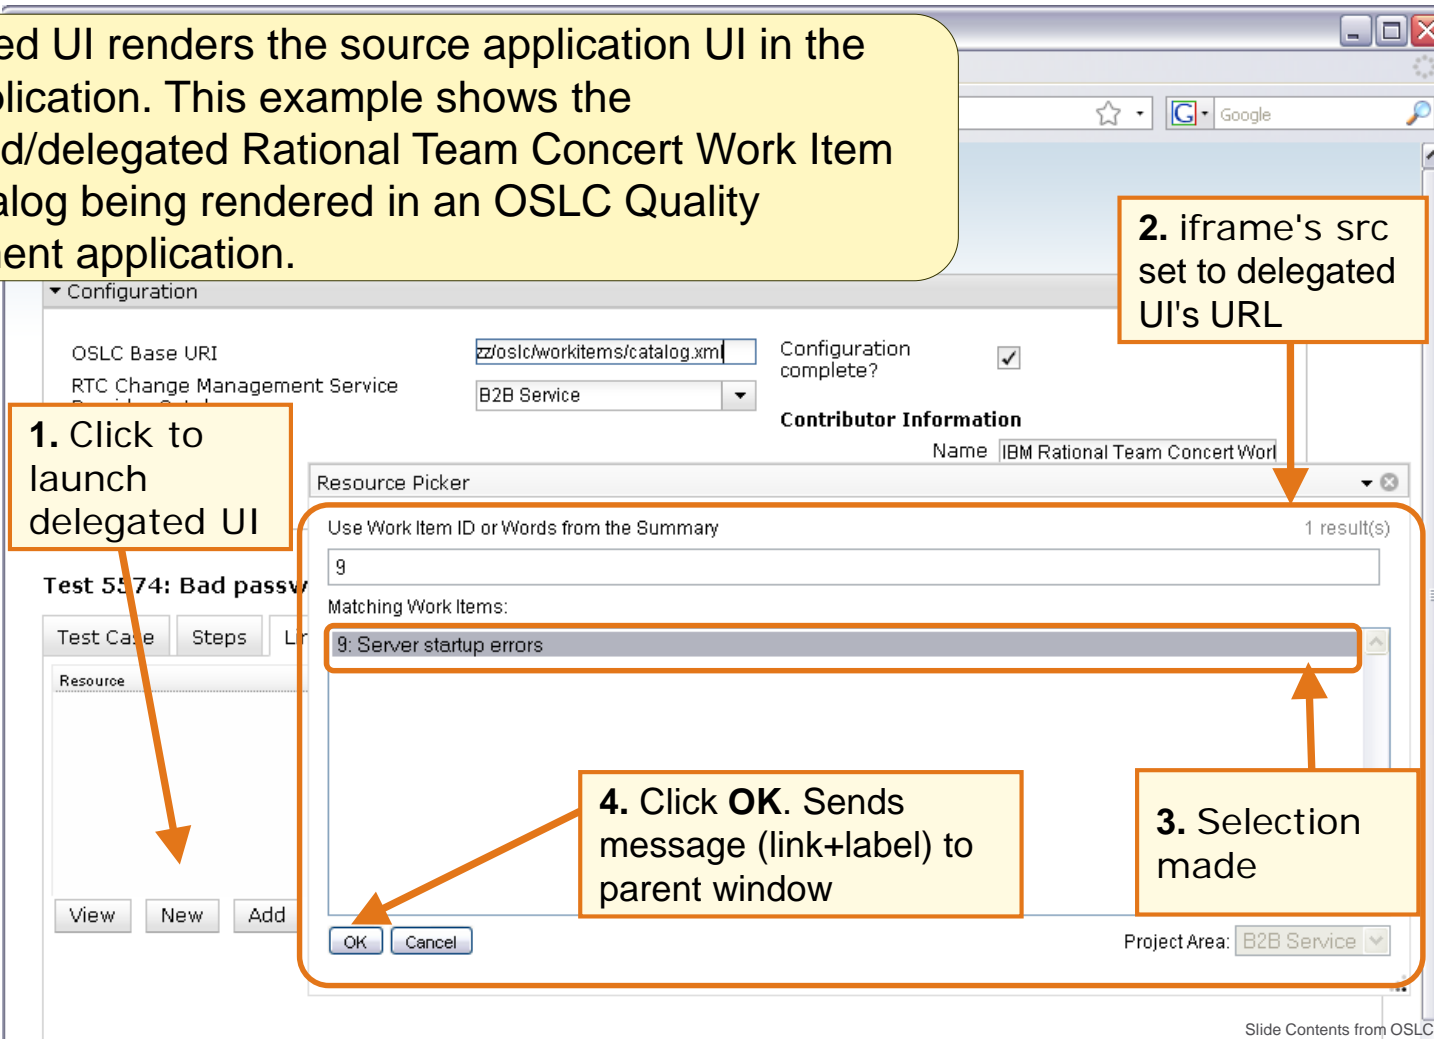 ed UI renders the source application UI in the
lication. This example shows the
d/delegated Rational Team Concert Work Item
alog being rendered in an OSLC Quality
ent application.
Google
2. iframe's src
set to delegated
UI's URL
Configuration
OSLC Base URI
zz/oslc/workitems/catalog.xml
Configuration
complete?
RTC Change Management Service
B2B Service
Contributor Information
Name
IBM Rational Team Concert Worl
1. Click to
launch
delegated UI
Resource Picker
Use Work Item ID or Words from the Summary
1 result(s)
9
Test 5574: Bad passw
Matching Work Items:
Test Case
Steps
Lin
9: Server startup errors
Resource
4. Click OK. Sends
message (link+label) to
parent window
3. Selection
made
View
New
Add
OK
Cancel
Project Area:
B2B Service
Slide Contents from OSLC